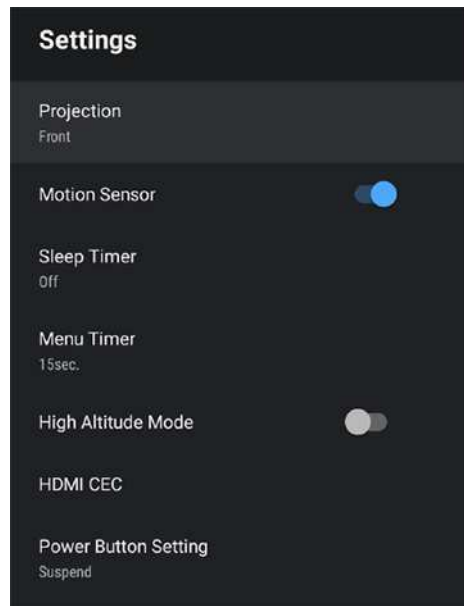 Settings
Projection
Front
Motion Sensor
Sleep Timer
Off
Menu Timer
15sec.
High Altitude Mode
HDMI CEC
Power Button Setting
Suspend